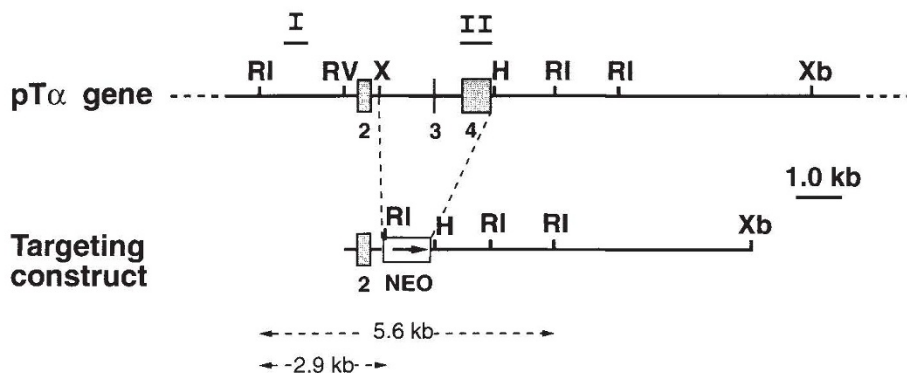 I II
RI RV X H RI RI Xb
pTα gene
2 3 4
1.0 kb
RI H RI RI Xb
Targeting
construct
2 NEO
5.6 kb
2.9 kb